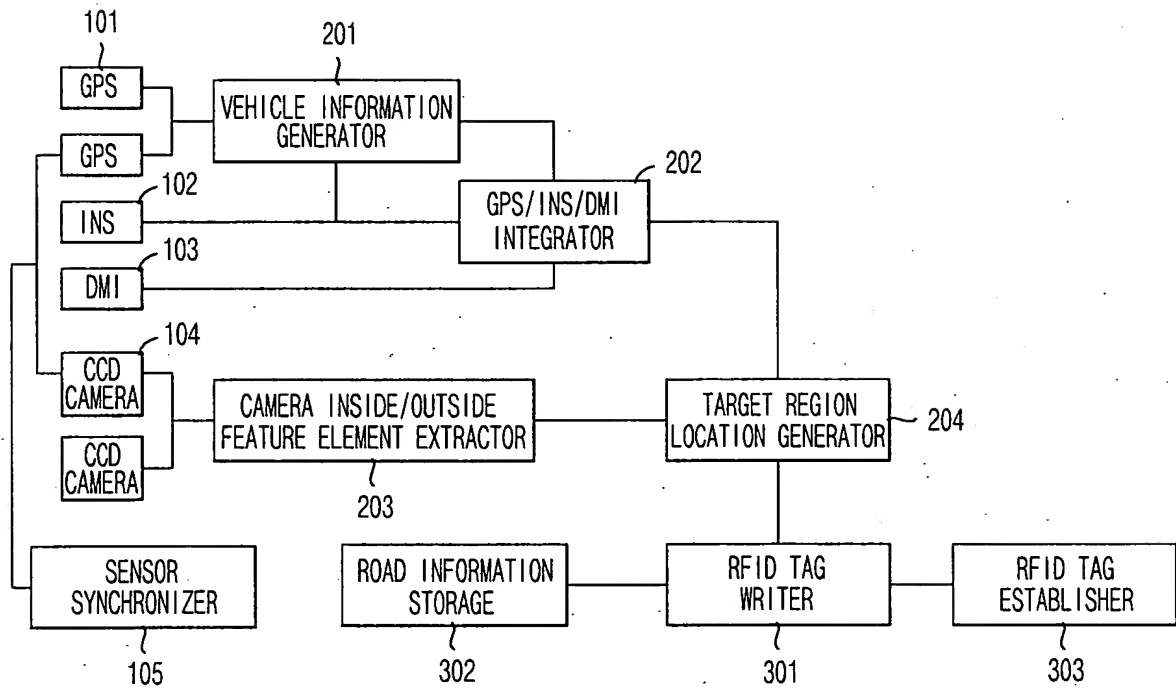 101
GPS
201
VEHICLE INFORMATION
GENERATOR
GPS
102
INS
202
GPS/INS/DMI
INTEGRATOR
103
DMI
104
CCD
CAMERA
CAMERA INSIDE/OUTSIDE
FEATURE ELEMENT EXTRACTOR
203
TARGET REGION
LOCATION GENERATOR
204
CCD
CAMERA
SENSOR
SYNCHRONIZER
105
ROAD INFORMATION
STORAGE
302
RFID TAG
WRITER
301
RFID TAG
ESTABLISHER
303